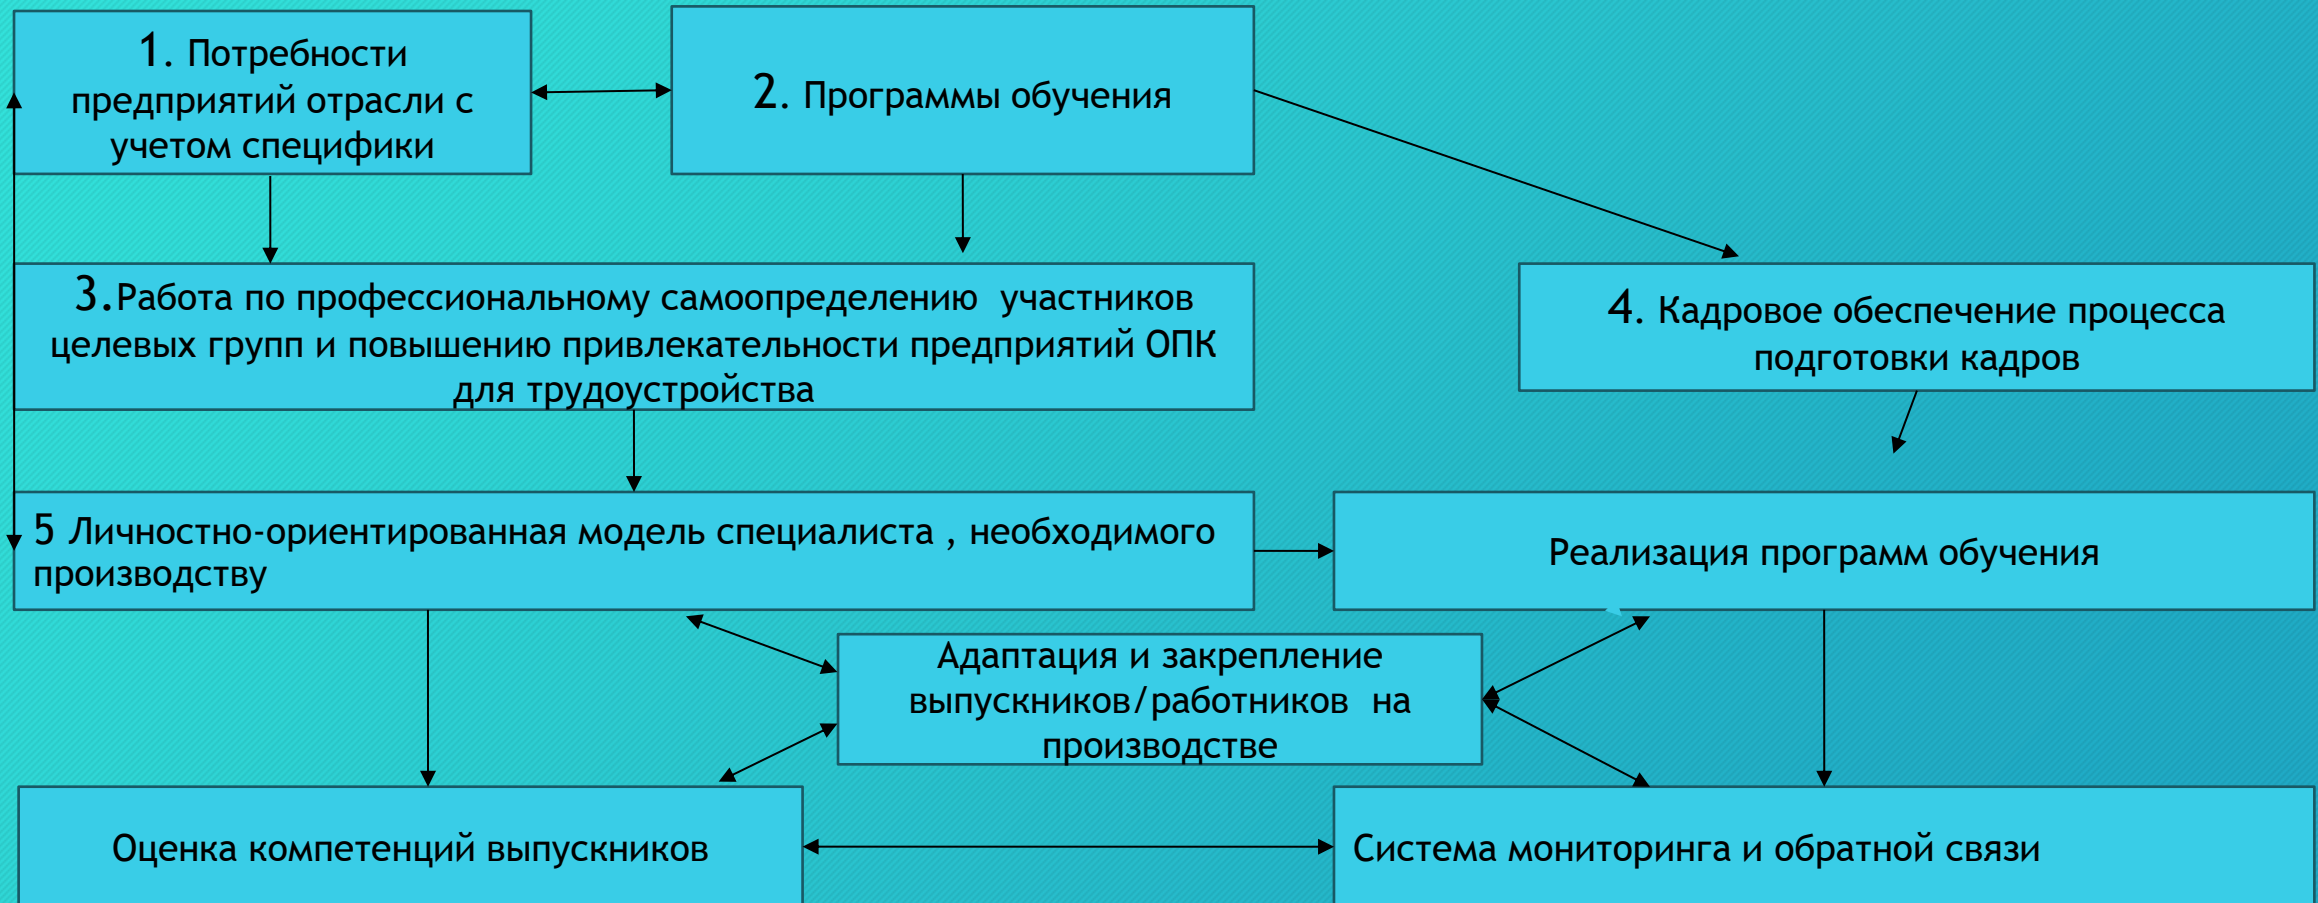 1. Потребности
предприятий отрасли с
учетом специфики
2. Программы обучения
3.Работа по профессиональному самоопределению  участников
целевых групп и повышению привлекательности предприятий ОПК
для трудоустройства
4. Кадровое обеспечение процесса
подготовки кадров
5 Личностно-ориентированная модель специалиста , необходимого
производству
Реализация программ обучения
Адаптация и закрепление
выпускников/работников  на
производстве
Оценка компетенций выпускников
Система мониторинга и обратной связи